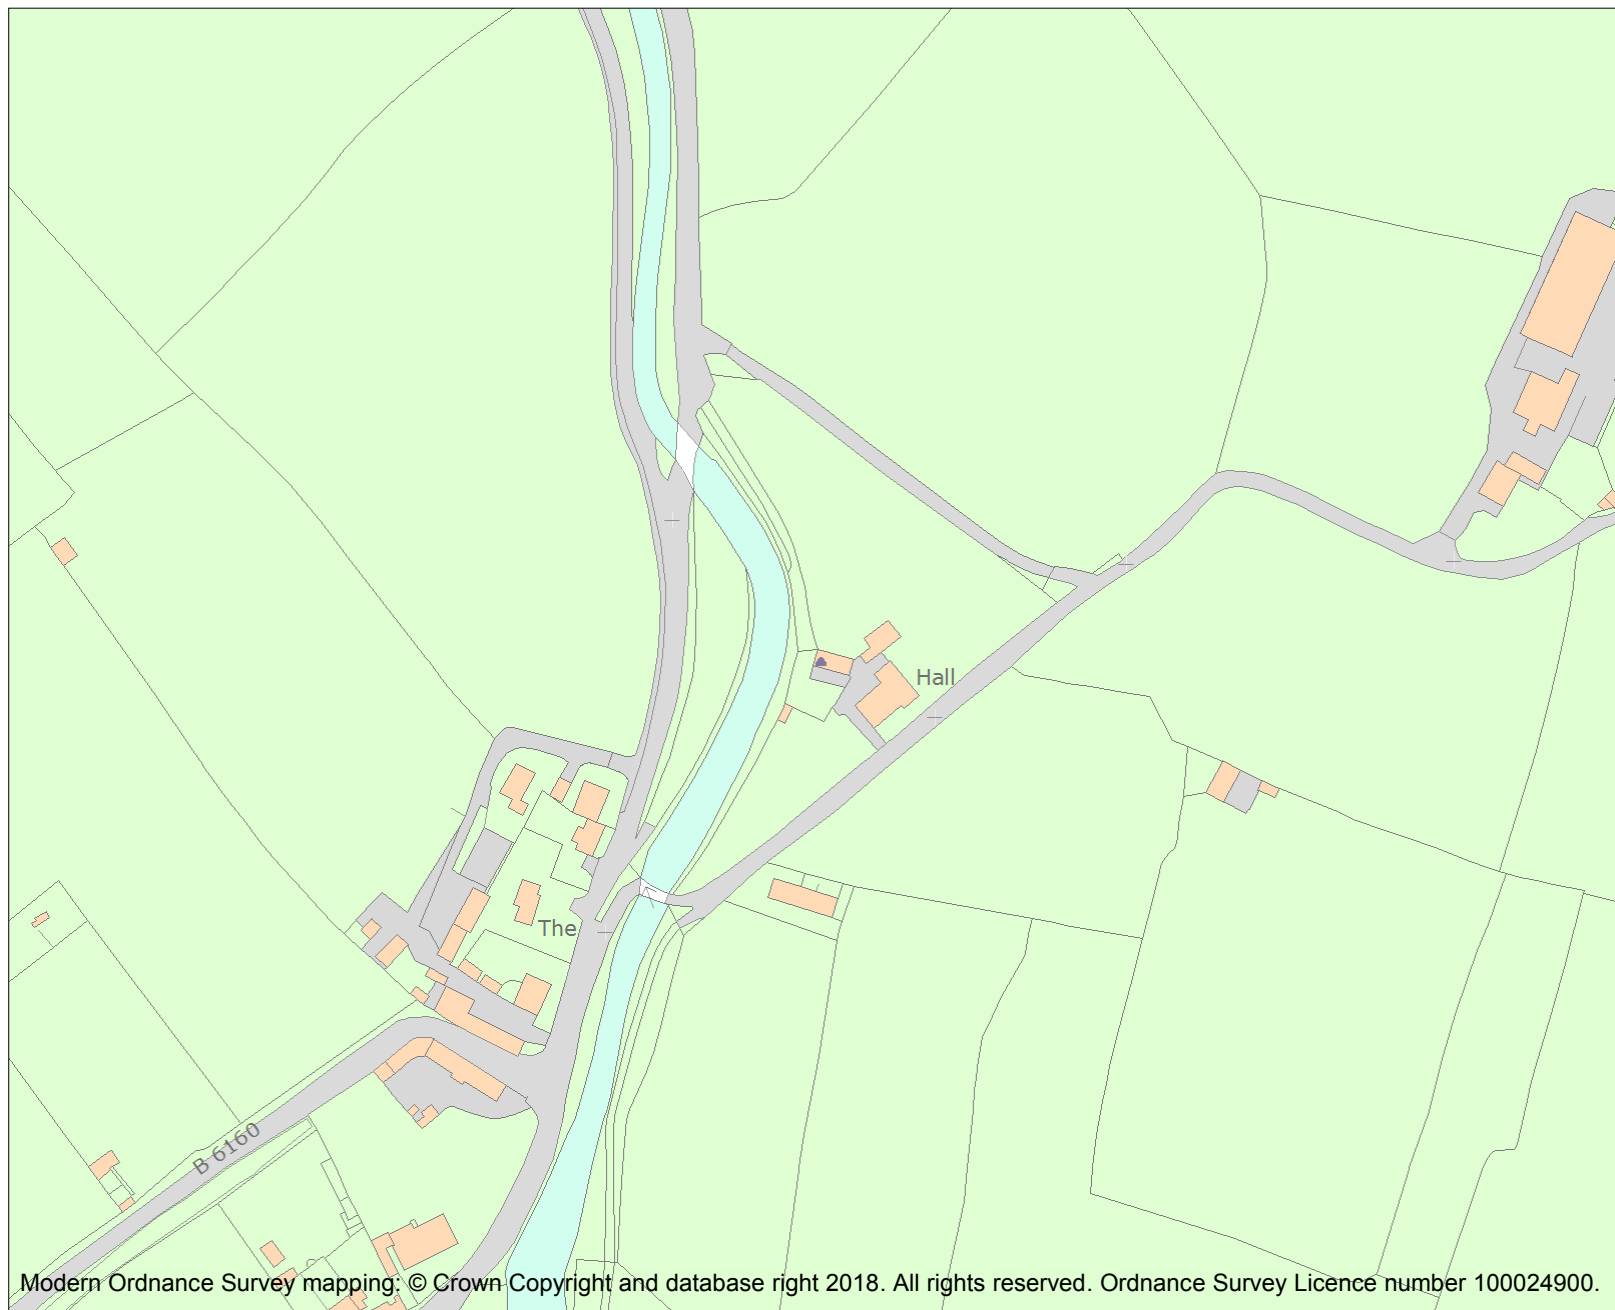 Hall
The
B 6160
Modern Ordnance Survey mapping: © Crown Copyright and database right 2018. All rights reserved. Ordnance Survey Licence number 100024900.